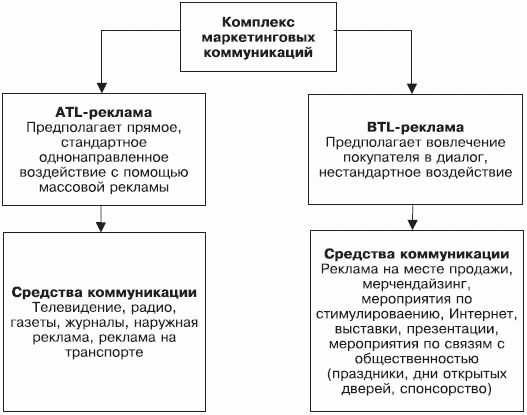 Комплекс
маркетинговых
коммуникаций
ATL-реклама
Предполагает прямое,
стандартное
однонаправленное
воздействие с помощью
массовой рекламы
BTL-реклама
Предполагает вовлечение
покупателя в диалог,
нестандартное воздействие
Средства коммуникации
Телевидение, радио,
газеты, журналы, наружная
реклама, реклама на
транспорте
Средства коммуникации
Реклама на месте продажи,
мерчендайзинг,
мероприятия по
стимулироваению, Интернет,
выставки, презентации,
мероприятия по связям с
общественностью
(праздники, дни открытых
дверей, спонсорство)